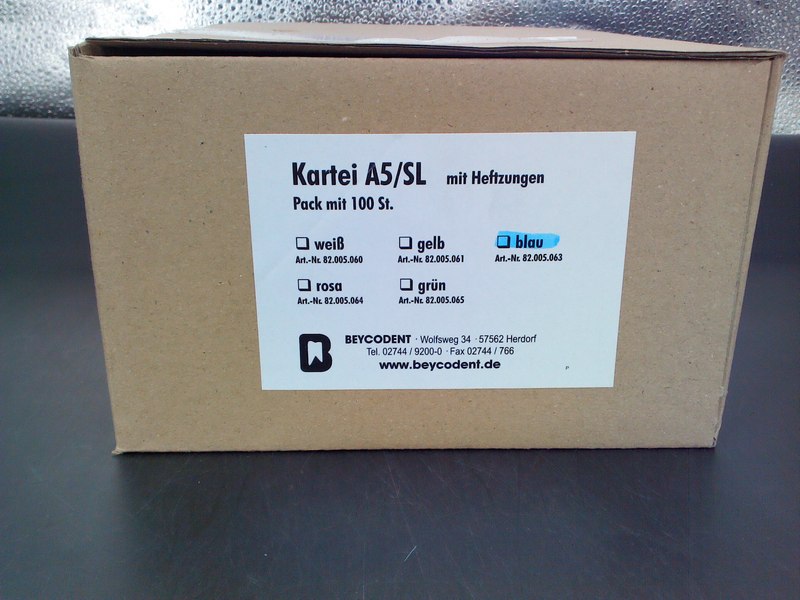 Kartei A5/SL mit Heftzungen
Pack mit 100 St.
weiß gelb blau
Art.-Nr. 82.005.060 Art.-Nr. 82.005.061 Art.-Nr. 82.005.063
rosa grün
Art.-Nr. 82.005.064 Art.-Nr. 82.005.065
B BEYCODENT · Wolfsweg 34 · 57562 Herdorf
Tel. 02744 / 9200-0 · Fax 02744 / 766
www.beycodent.de
P